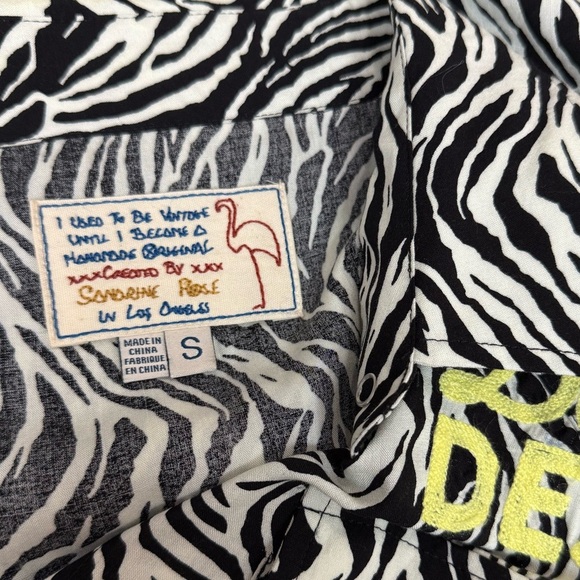 I USED TO BE VINTAGE
UNTIL I BECAME A
HANDMADE ORIGINAL
xxxCREATED BY xxx
SANDRINE ROSE
IN LOS ANGELES
MADE IN
CHINA
FABRIQUE
EN CHINA
S
DE